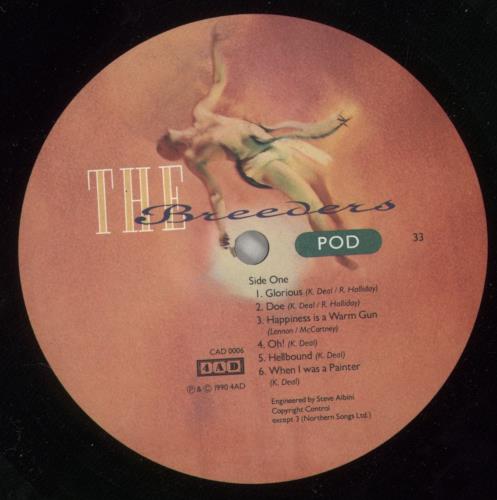 THE
Breeders
POD
33
Side One
1. Glorious (K. Deal / R. Halliday)
2. Doe (K. Deal / R. Halliday)
3. Happiness is a Warm Gun
(Lennon / McCartney)
4. Oh! (K. Deal)
5. Hellbound (K. Deal)
6. When I was a Painter
(K. Deal)
CAD 0006
4AD
℗ & © 1990 4AD
Engineered by Steve Albini
Copyright Control
except 3 (Northern Songs Ltd.)